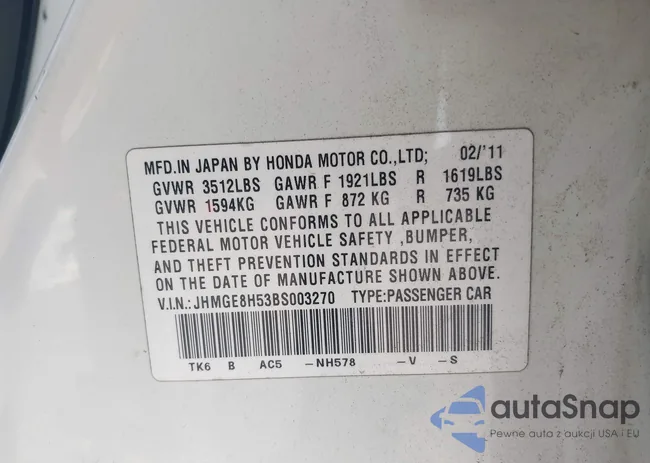 MFD.IN JAPAN BY HONDA MOTOR CO.,LTD; 02/'11
GVWR 3512LBS GAWR F 1921LBS R 1619LBS
GVWR 1594KG GAWR F 872 KG R 735 KG
THIS VEHICLE CONFORMS TO ALL APPLICABLE
FEDERAL MOTOR VEHICLE SAFETY ,BUMPER,
AND THEFT PREVENTION STANDARDS IN EFFECT
ON THE DATE OF MANUFACTURE SHOWN ABOVE.
V.I.N.:JHMGE8H53BS003270 TYPE:PASSENGER CAR
TK6 B AC5 -NH578 -V -S
autaSnap
Pewne auta z aukcji USA i EU